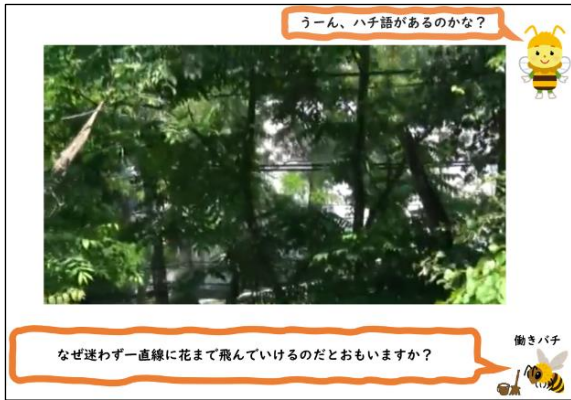 うーん、ハチ語があるのかな？
働きバチ
なぜ迷わず一直線に花まで飛んでいけるのだとおもいますか？